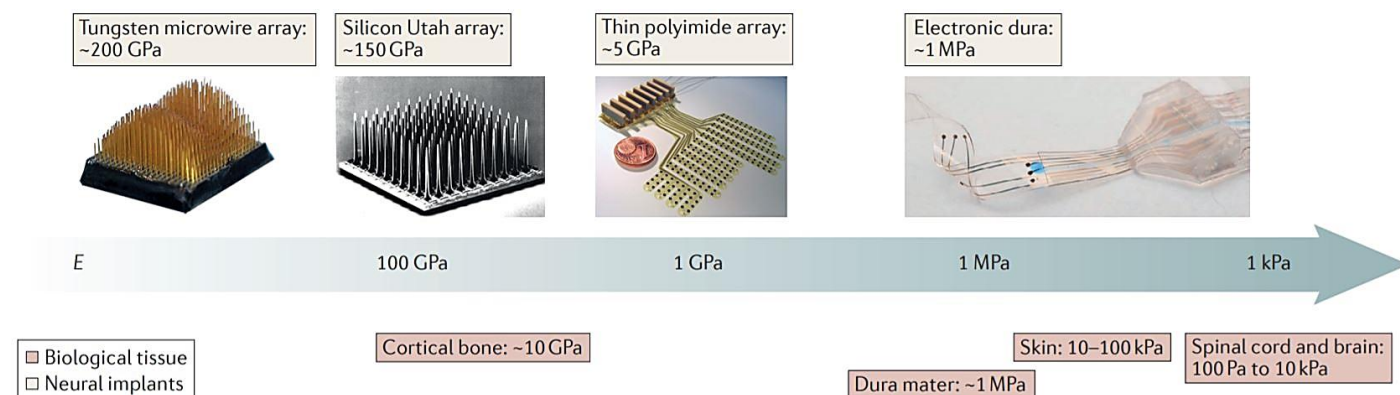 Tungsten microwire array:
~200 GPa
Silicon Utah array:
~150 GPa
Thin polyimide array:
~5 GPa
Electronic dura:
~1 MPa
E
100 GPa
1 GPa
1 MPa
1 kPa
Cortical bone: ~10 GPa
Skin: 10–100 kPa
Spinal cord and brain:
100 Pa to 10 kPa
Dura mater: ~1 MPa
Biological tissue
Neural implants